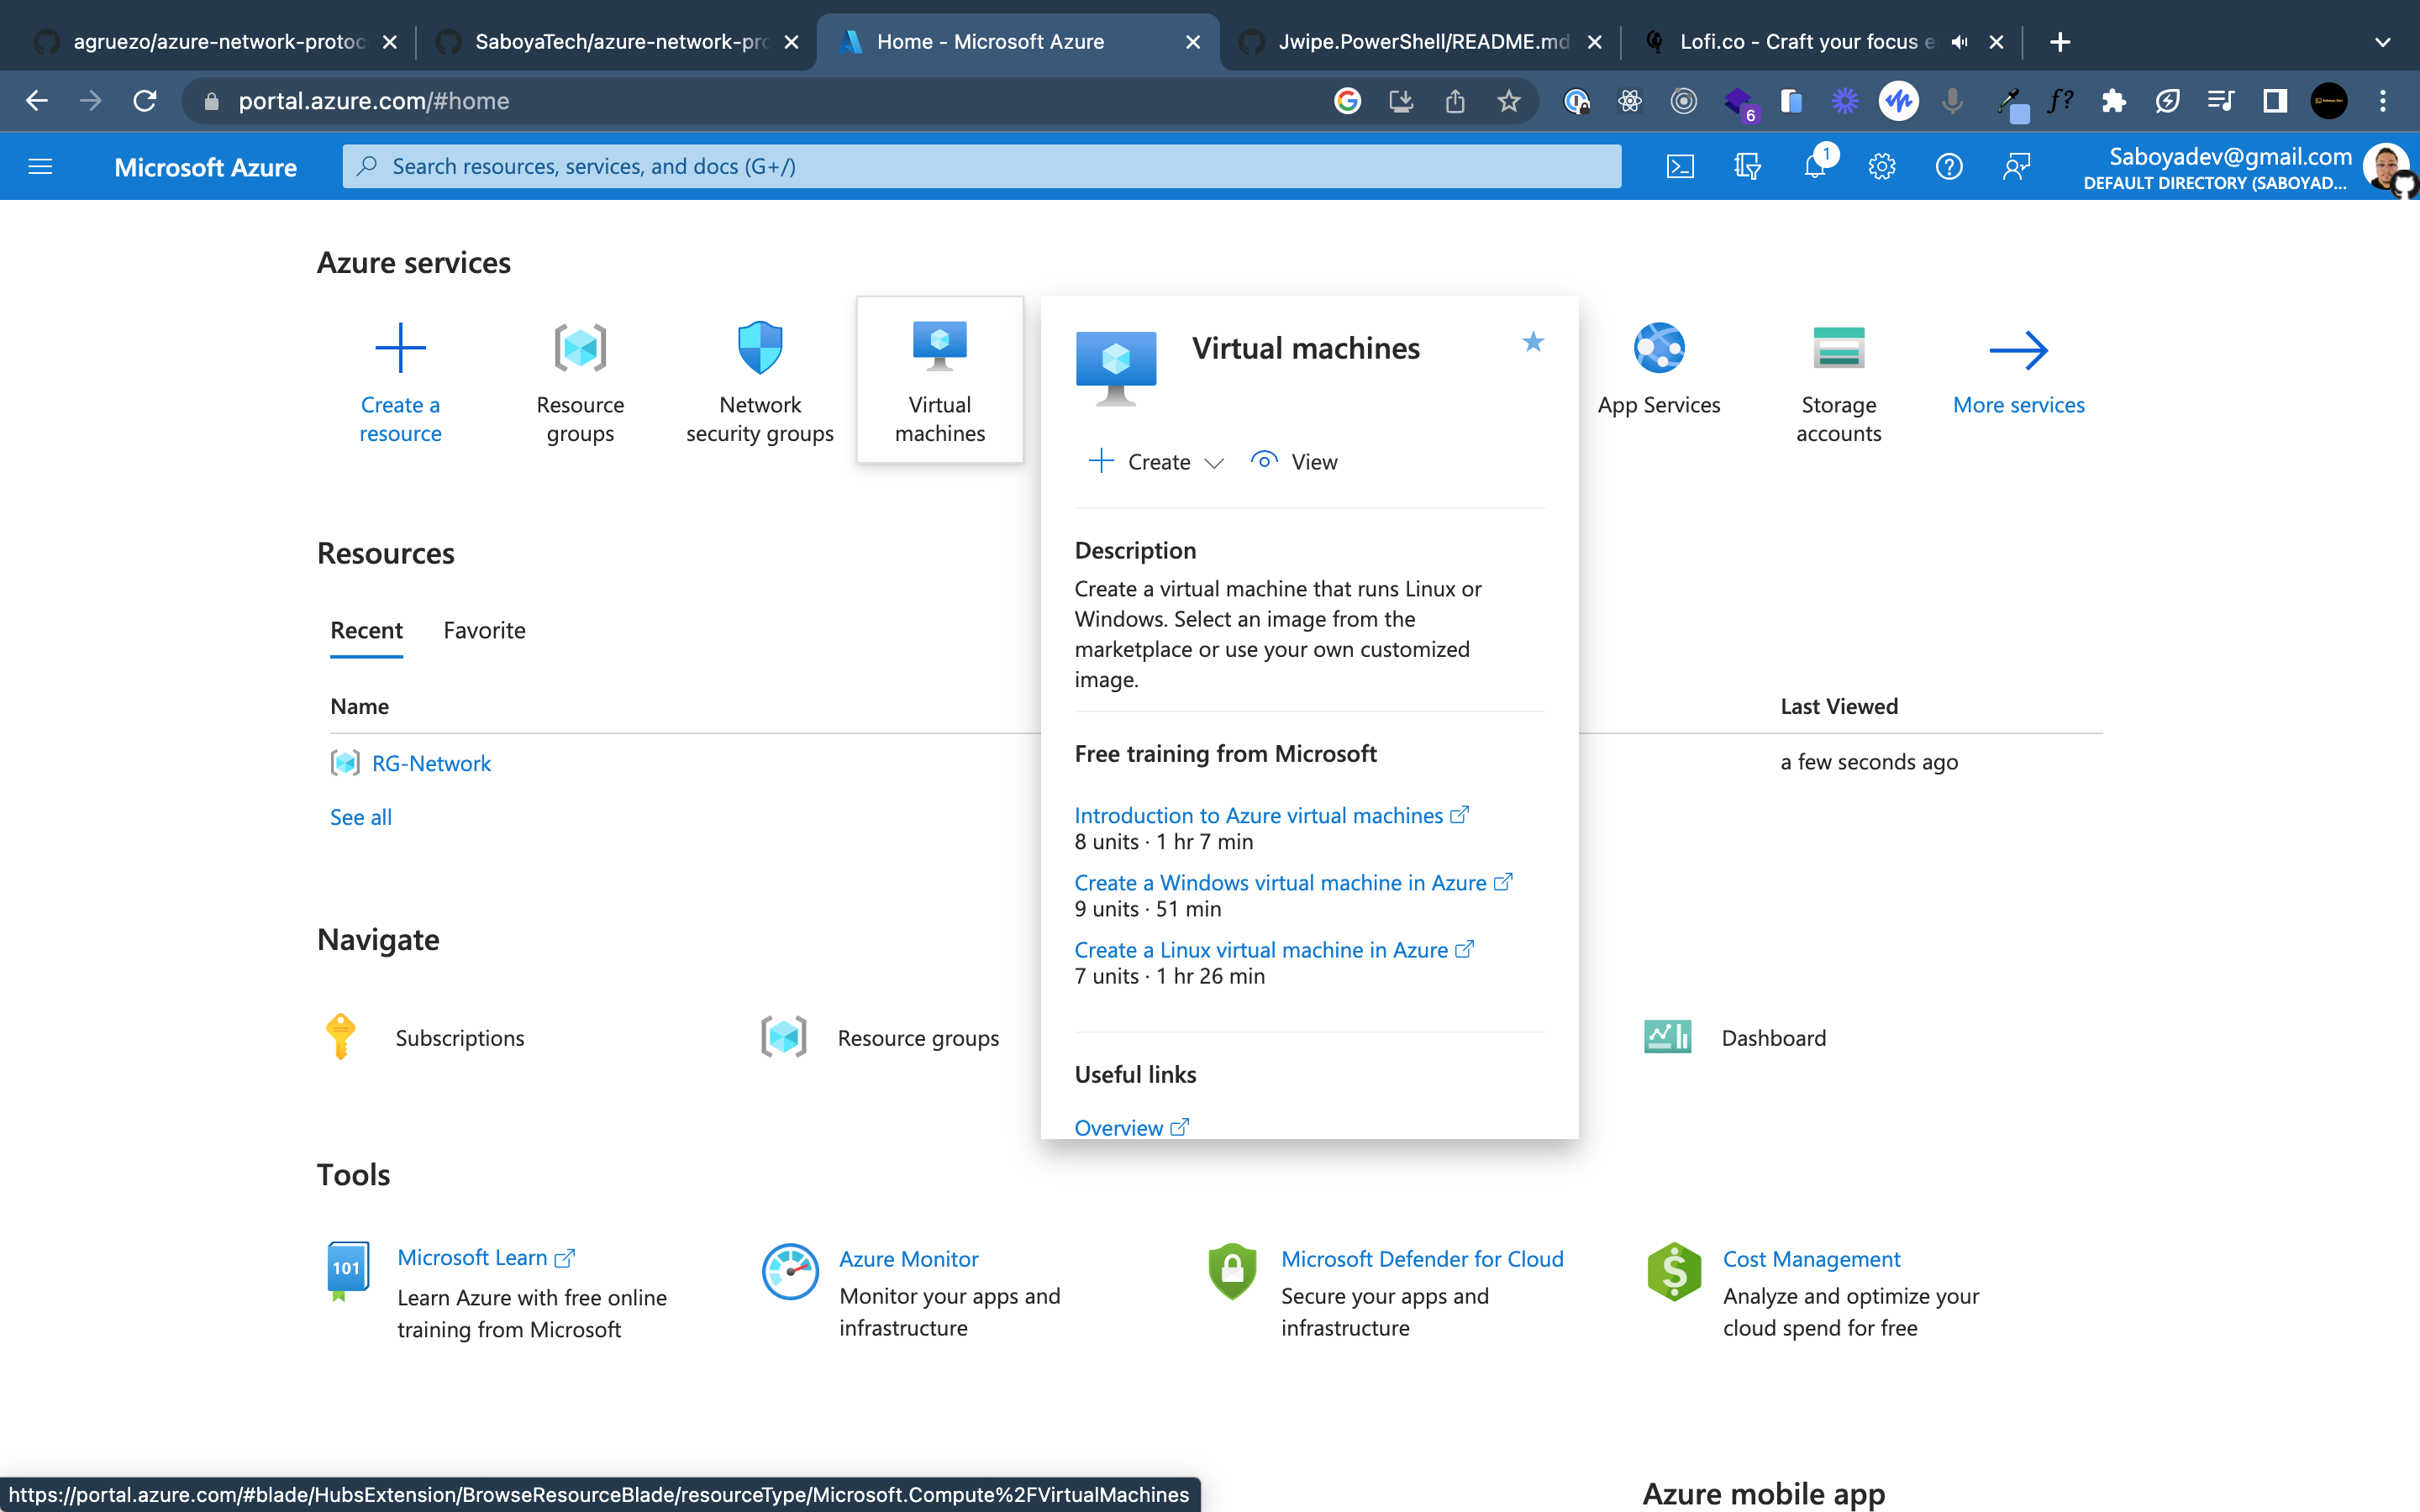 agruezo/azure-network-protoc
SaboyaTech/azure-network-pro
Home - Microsoft Azure
Jwipe.PowerShell/README.md
Lofi.co - Craft your focus e
portal.azure.com/#home
6
f?
Microsoft Azure
Search resources, services, and docs (G+/)
1
Saboyadev@gmail.com
DEFAULT DIRECTORY (SABOYAD...
Azure services
Create a
resource
Resource
groups
Network
security groups
Virtual
machines
Virtual machines
Create
View
Description
Create a virtual machine that runs Linux or
Windows. Select an image from the
marketplace or use your own customized
image.
Free training from Microsoft
Introduction to Azure virtual machines
8 units · 1 hr 7 min
Create a Windows virtual machine in Azure
9 units · 51 min
Create a Linux virtual machine in Azure
7 units · 1 hr 26 min
Useful links
Overview
App Services
Storage
accounts
More services
Resources
Recent
Favorite
Name
Last Viewed
RG-Network
a few seconds ago
See all
Navigate
Subscriptions
Resource groups
Dashboard
Tools
101
Microsoft Learn
Learn Azure with free online
training from Microsoft
Azure Monitor
Monitor your apps and
infrastructure
Microsoft Defender for Cloud
Secure your apps and
infrastructure
Cost Management
Analyze and optimize your
cloud spend for free
https://portal.azure.com/#blade/HubsExtension/BrowseResourceBlade/resourceType/Microsoft.Compute%2FVirtualMachines
Azure mobile app